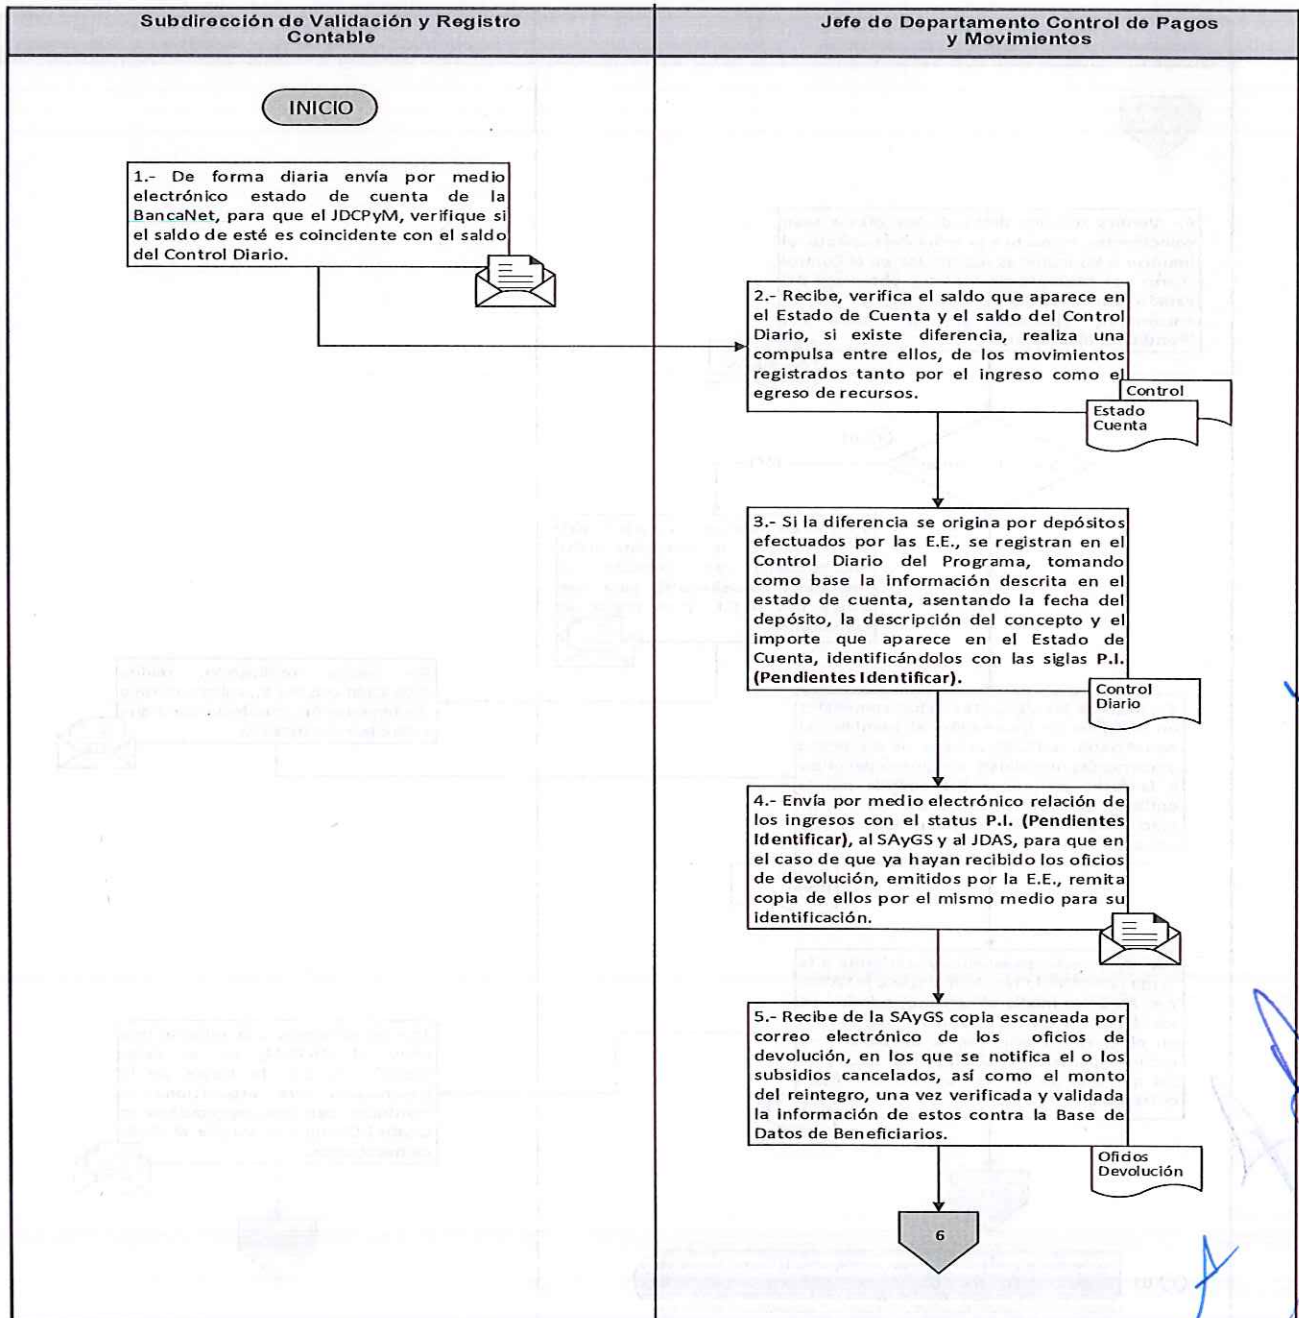 Subdirección de Validación y Registro
Contable
Jefe de Departamento Control de Pagos
y Movimientos
INICIO
1.- De forma diaria envía por medio
electrónico estado de cuenta de la
BancaNet, para que el JDCPyM, verifique si
el saldo de esté es coincidente con el saldo
del Control Diario.
2.- Recibe, verifica el saldo que aparece en
el Estado de Cuenta y el saldo del Control
Diario, si existe diferencia, realiza una
compulsa entre ellos, de los movimientos
registrados tanto por el ingreso como el
egreso de recursos.
Control
Estado
Cuenta
3.- Si la diferencia se origina por depósitos
efectuados por las E.E., se registran en el
Control Diario del Programa, tomando
como base la información descrita en el
estado de cuenta, asentando la fecha del
depósito, la descripción del concepto y el
importe que aparece en el Estado de
Cuenta, identificándolos con las siglas P.I.
(Pendientes Identificar).
Control
Diario
4.- Envía por medio electrónico relación de
los ingresos con el status P.I. (Pendientes
Identificar), al SAyGS y al JDAS, para que en
el caso de que ya hayan recibido los oficios
de devolución, emitidos por la E.E., remita
copia de ellos por el mismo medio para su
identificación.
5.- Recibe de la SAyGS copia escaneada por
correo electrónico de los oficios de
devolución, en los que se notifica el o los
subsidios cancelados, así como el monto
del reintegro, una vez verificada y validada
la información de estos contra la Base de
Datos de Beneficiarios.
Oficios
Devolución
6